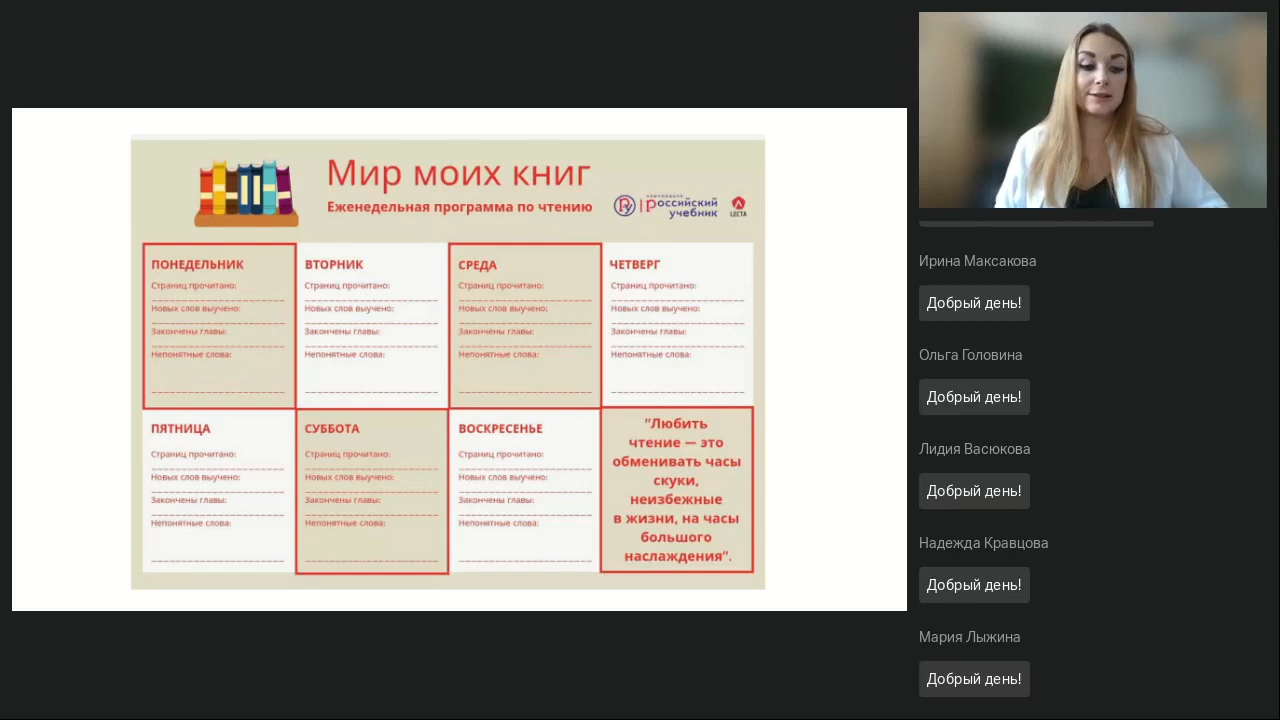 Мир моих книг
Еженедельная программа по чтению
корпорация
российский
учебник
LECTA
ПОНЕДЕЛЬНИК
Страниц прочитано:
Новых слов выучено:
Закончены главы:
Непонятные слова:
ВТОРНИК
Страниц прочитано:
Новых слов выучено:
Закончены главы:
Непонятные слова:
СРЕДА
Страниц прочитано:
Новых слов выучено:
Закончены главы:
Непонятные слова:
ЧЕТВЕРГ
Страниц прочитано:
Новых слов выучено:
Закончены главы:
Непонятные слова:
ПЯТНИЦА
Страниц прочитано:
Новых слов выучено:
Закончены главы:
Непонятные слова:
СУББОТА
Страниц прочитано:
Новых слов выучено:
Закончены главы:
Непонятные слова:
ВОСКРЕСЕНЬЕ
Страниц прочитано:
Новых слов выучено:
Закончены главы:
Непонятные слова:
"Любить
чтение — это
обменивать часы
скуки,
неизбежные
в жизни, на часы
большого
наслаждения".
Ирина Максакова
Добрый день!
Ольга Головина
Добрый день!
Лидия Васюкова
Добрый день!
Надежда Кравцова
Добрый день!
Мария Лыжина
Добрый день!